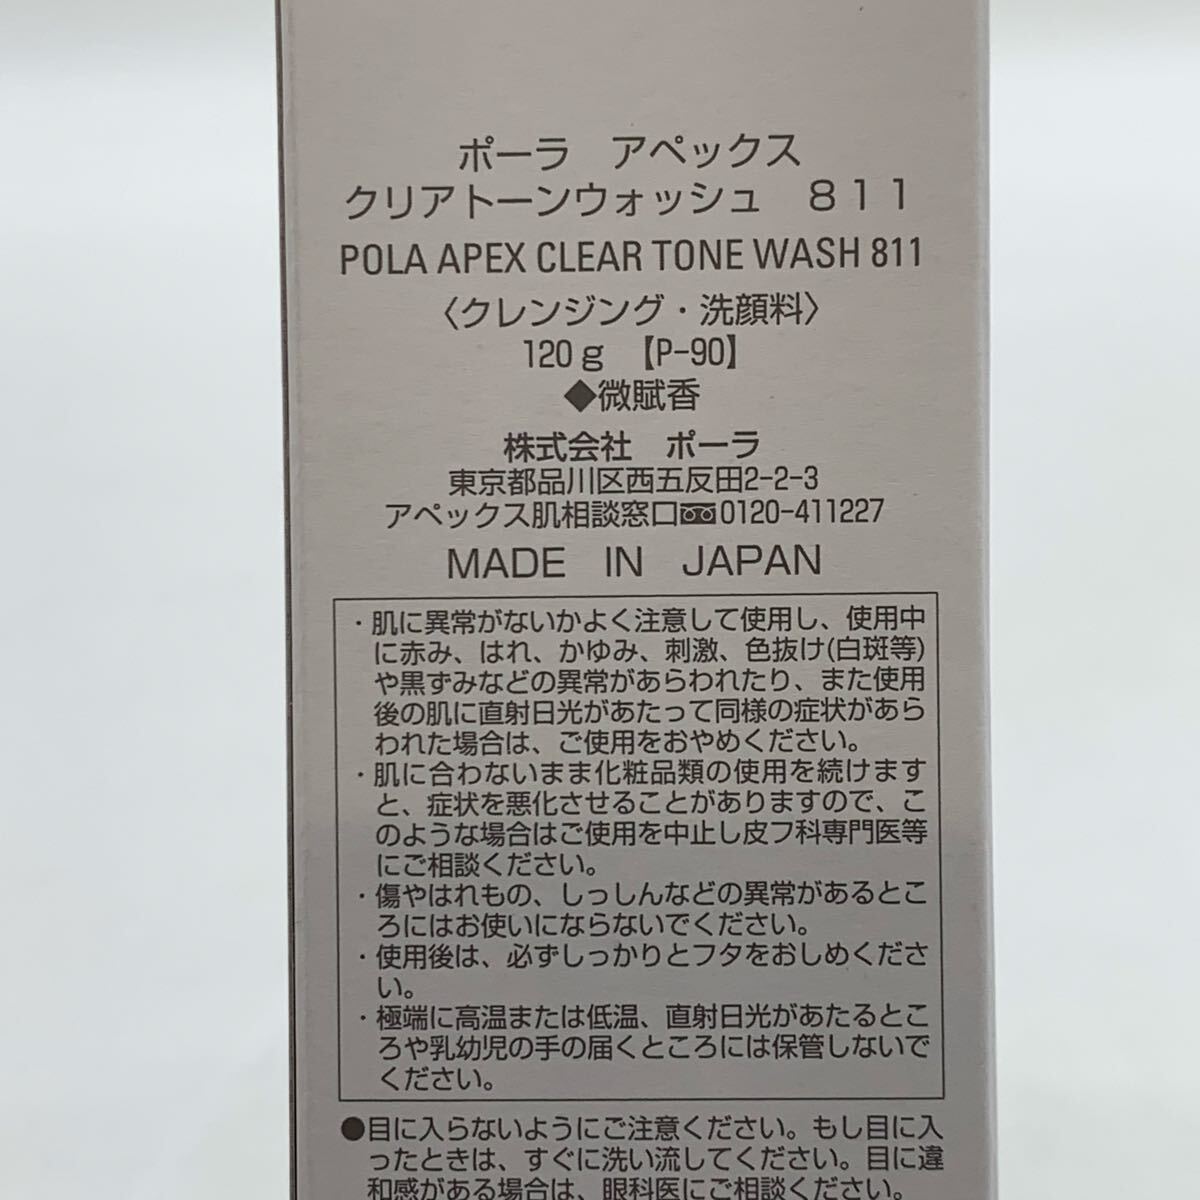 ポーラ　アペックス
クリアトーンウォッシュ　８１１
POLA APEX CLEAR TONE WASH 811
〈クレンジング・洗顔料〉
120ｇ 【P-90】
◆微賦香
株式会社　ポーラ
東京都品川区西五反田2-2-3
アペックス肌相談窓口0120-411227
MADE IN JAPAN
・肌に異常がないかよく注意して使用し、使用中
に赤み、はれ、かゆみ、刺激、色抜け(白斑等)
や黒ずみなどの異常があらわれたり、また使用
後の肌に直射日光があたって同様の症状があら
われた場合は、ご使用をおやめください。
・肌に合わないまま化粧品類の使用を続けます
と、症状を悪化させることがありますので、こ
のような場合はご使用を中止し皮フ科専門医等
にご相談ください。
・傷やはれもの、しっしんなどの異常があるとこ
ろにはお使いにならないでください。
・使用後は、必ずしっかりとフタをおしめくださ
い。
・極端に高温または低温、直射日光があたるとこ
ろや乳幼児の手の届くところには保管しないで
ください。
●目に入らないようにご注意ください。もし目に入
ったときは、すぐに洗い流してください。目に違
和感がある場合は、眼科医にご相談ください。